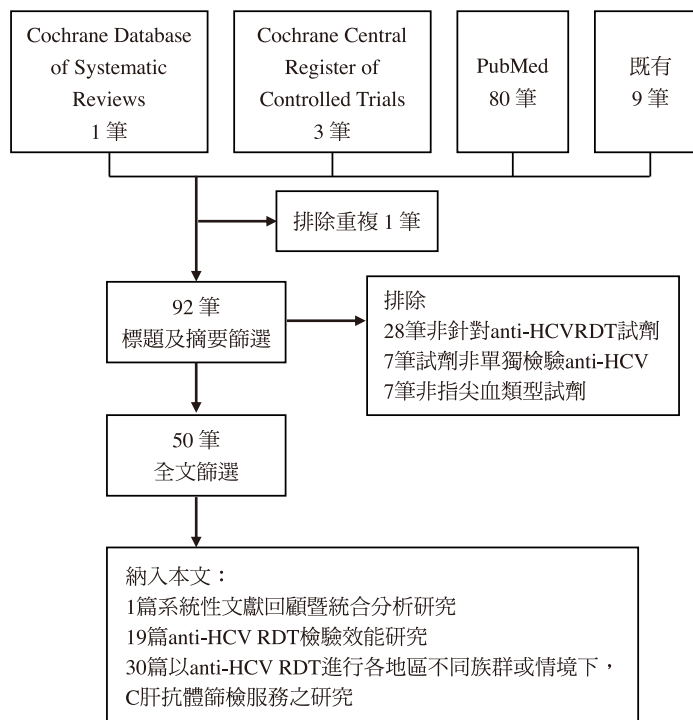 Cochrane Database
of Systematic
Reviews
1 筆
Cochrane Central
Register of
Controlled Trials
3 筆
PubMed
80 筆
既有
9 筆
排除重複 1 筆
92 筆
標題及摘要篩選
排除
28筆非針對anti-HCVRDT試劑
7筆試劑非單獨檢驗anti-HCV
7筆非指尖血類型試劑
50 筆
全文篩選
納入本文：
1篇系統性文獻回顧暨統合分析研究
19篇anti-HCV RDT檢驗效能研究
30篇以anti-HCV RDT進行各地區不同族群或情境下，
C肝抗體篩檢服務之研究